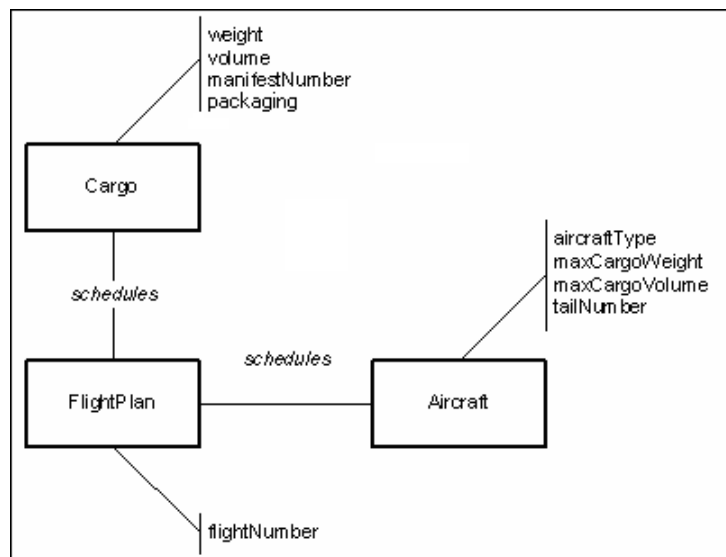 weight
volume
manifestNumber
packaging
Cargo
aircraftType
maxCargoWeight
maxCargoVolume
tailNumber
schedules
schedules
FlightPlan
Aircraft
flightNumber